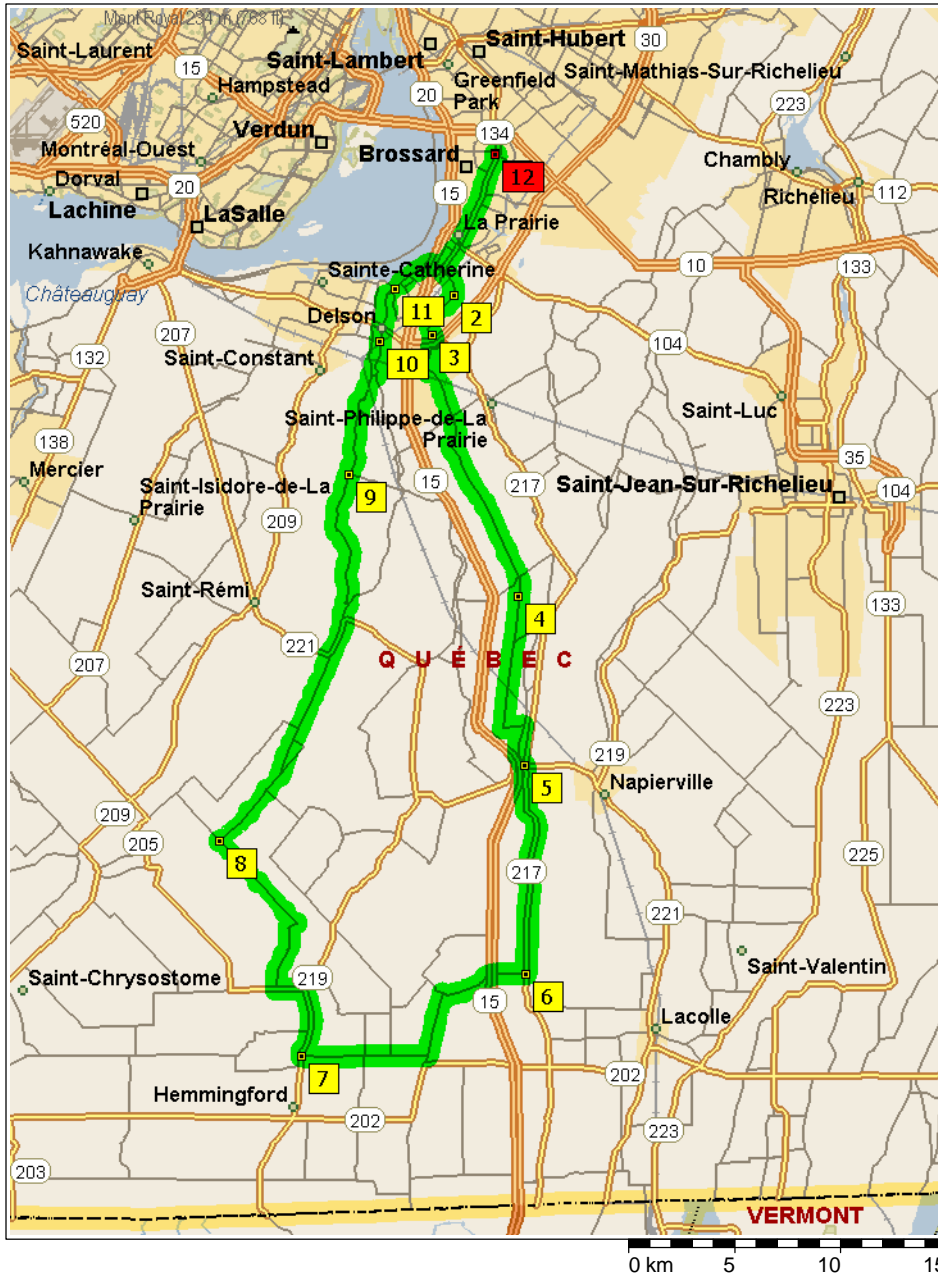 Mont Royal 234 m (768 ft)
Saint-Laurent
Saint-Hubert
30
15
Saint-Lambert
Greenfield
Park
Saint-Mathias-Sur-Richelieu
Hampstead
20
223
520
Verdun
134
Montréal-Ouest
Brossard
12
Chambly
Dorval
20
15
Richelieu
112
Lachine
LaSalle
La Prairie
Kahnawake
Sainte-Catherine
10
133
Châteauguay
11
2
207
Delson
3
132
Saint-Constant
10
104
Saint-Luc
138
Saint-Philippe-de-La
Prairie
Mercier
9
15
217
35
Saint-Isidore-de-La
Prairie
Saint-Jean-Sur-Richelieu
104
209
Saint-Rémi
4
133
221
QUÉBEC
207
223
219
5
Napierville
209
205
8
217
225
221
Saint-Chrysostome
219
6
Saint-Valentin
15
Lacolle
7
202
Hemmingford
202
223
203
VERMONT
0 km 5 10 15